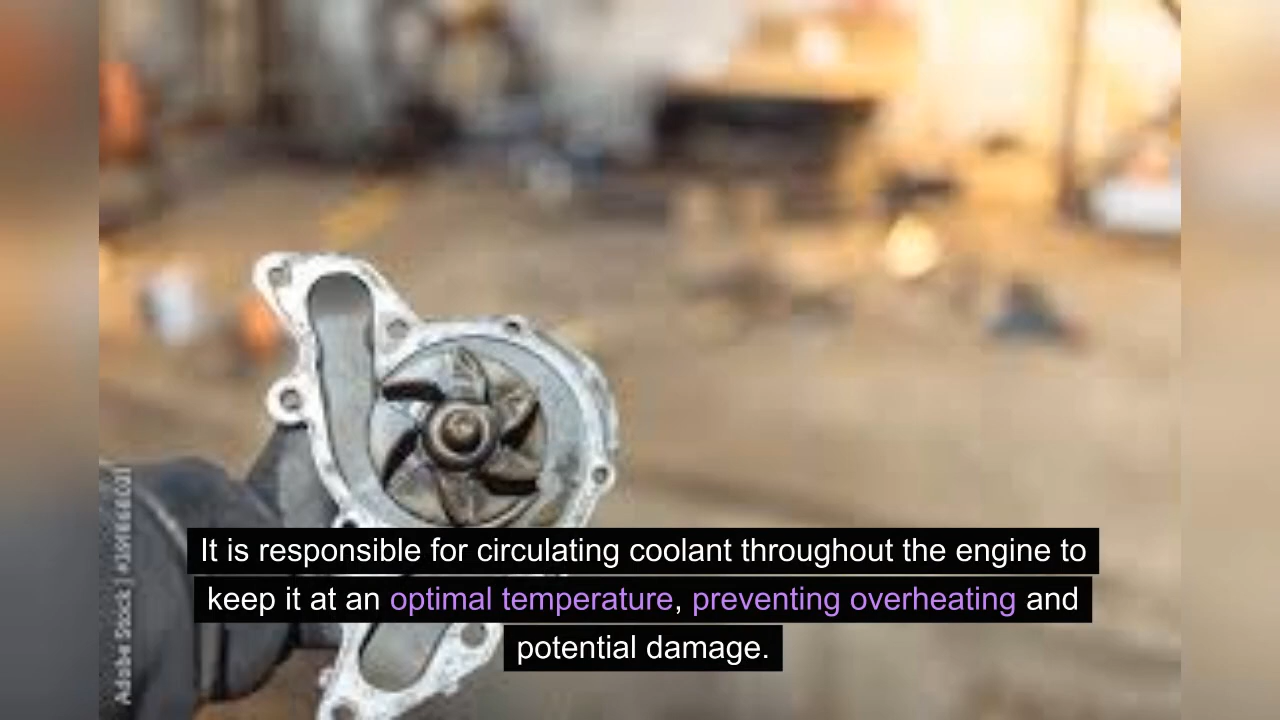 It is responsible for circulating coolant throughout the engine to
keep it at an optimal temperature, preventing overheating and
potential damage.
Adobe Stock |